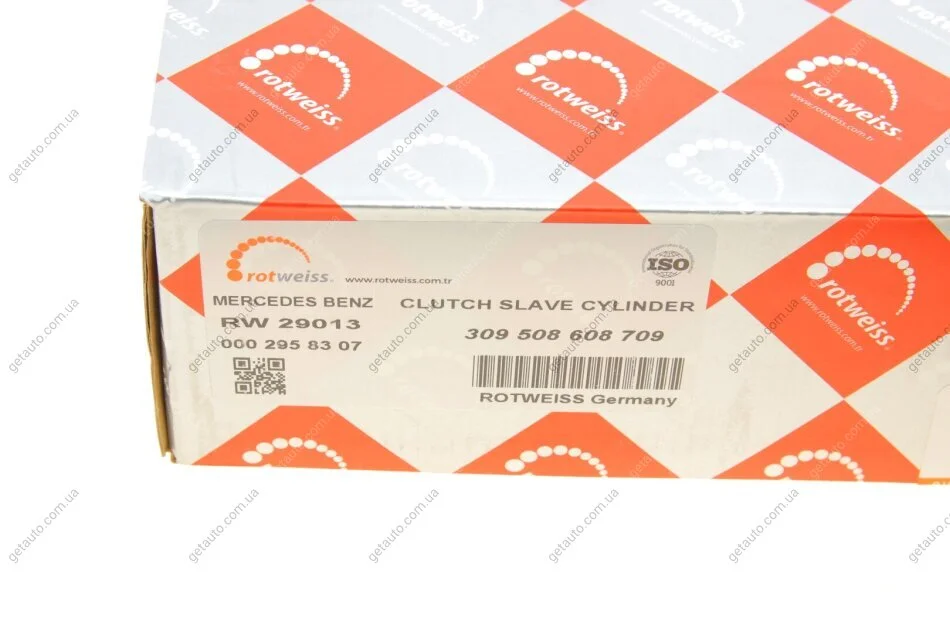 rotweiss®
www.rotweiss.com.tr
rotweiss®
www.rotweiss.com.tr
rotweiss®
www.rotweiss.com.tr
rotweiss
rotweiss
rotweiss®
www.rotweiss.com.tr
rotweiss® www.rotweiss.com.tr
ISO
9001
MERCEDES BENZ CLUTCH SLAVE CYLINDER
RW 29013 309 508 608 709
000 295 83 07
ROTWEISS Germany
getauto.com.ua